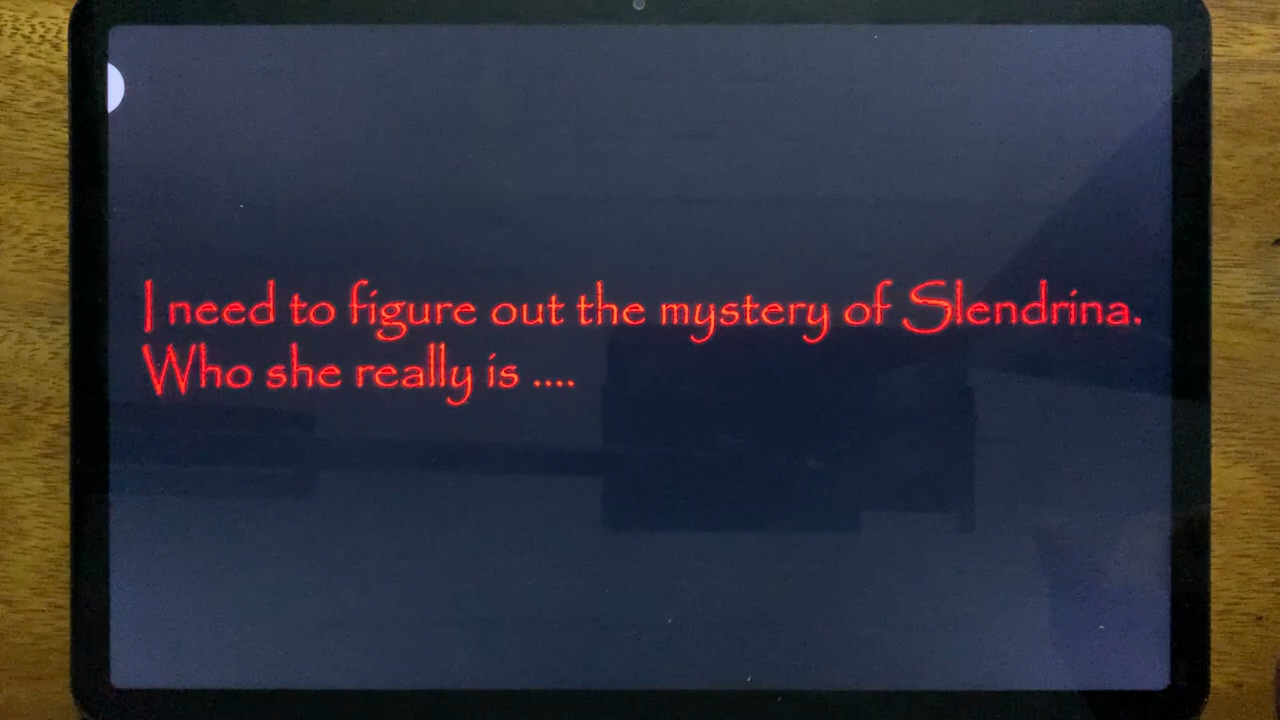 I need to figure out the mystery of Slendrina.
Who she really is ....